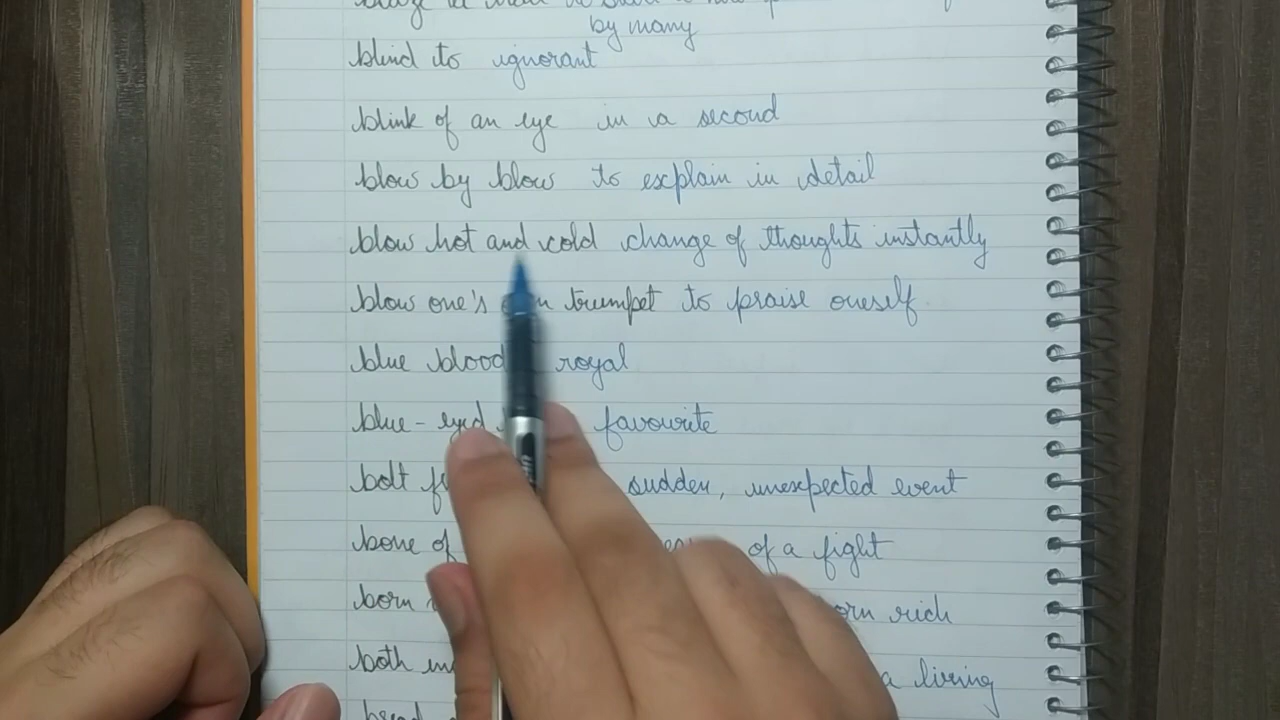 by many
blind to ignorant
blink of an eye in a second
blow by blow to explain in detail
blow hot and cold change of thoughts instantly
blow one's trumpet to praise oneself
blue blood royal
blue-eyed favourite
bolt sudden, unexpected event
bone of of a fight
born rich
both a living